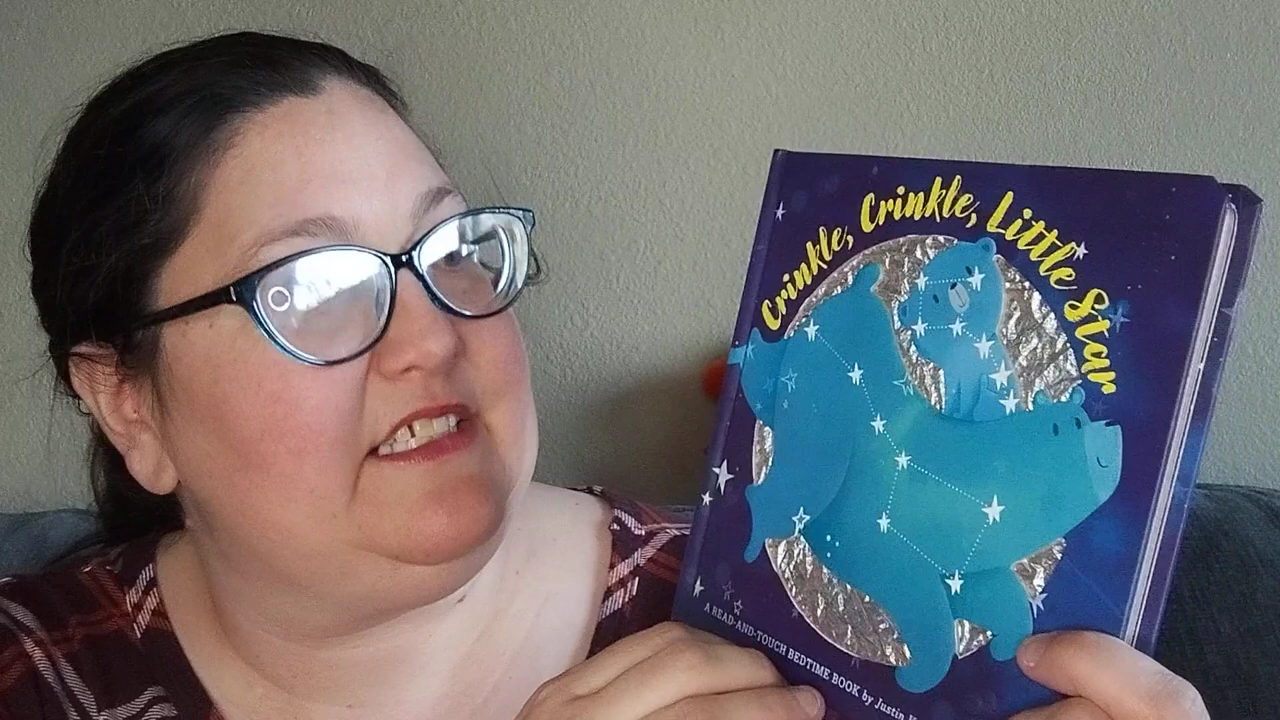 Crinkle, Crinkle, Little Star
A READ-AND-TOUCH BEDTIME BOOK by Justin